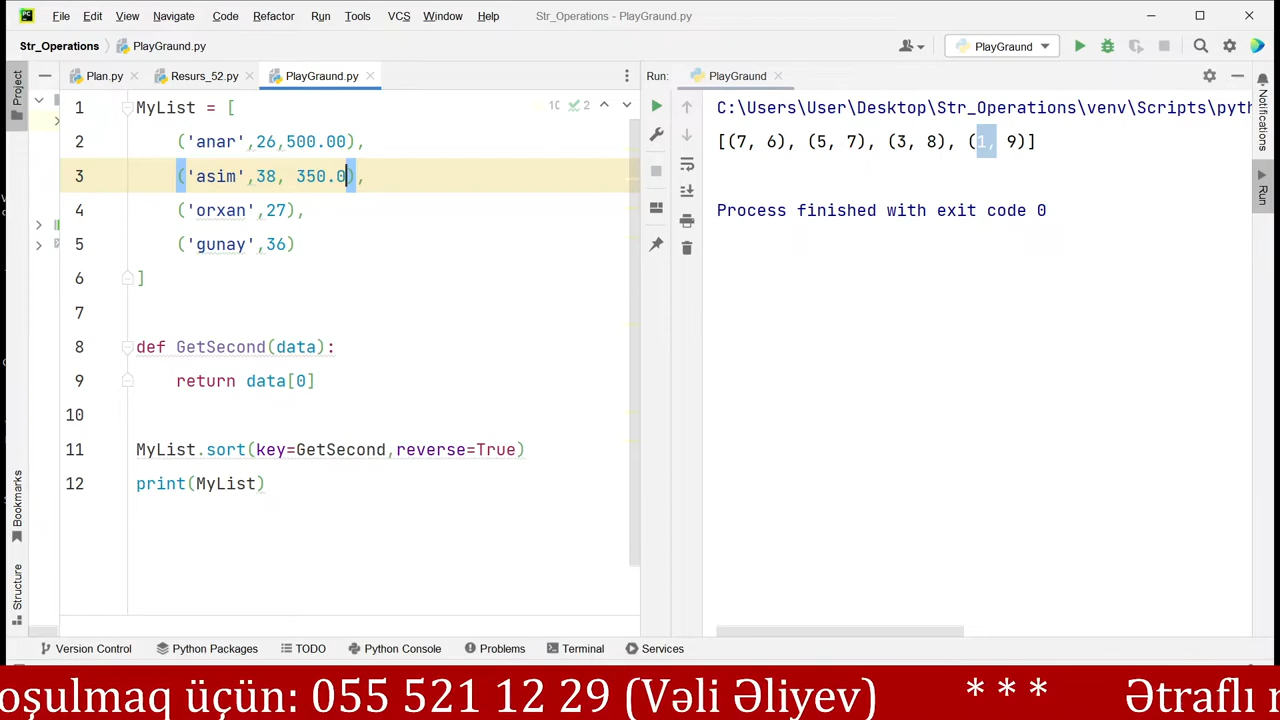 File Edit View Navigate Code Refactor Run Tools VCS Window Help Str_Operations - PlayGraund.py
Str_Operations PlayGraund.py PlayGraund
Project
Plan.py Resurs_52.py PlayGraund.py
Run: PlayGraund
Notifications
Run
Bookmarks
Structure
2
1 MyList = [
2 ('anar',26,500.00),
3 ('asim',38, 350.0),
4 ('orxan',27),
5 ('gunay',36)
6 ]
7
8 def GetSecond(data):
9 return data[0]
10
11 MyList.sort(key=GetSecond,reverse=True)
12 print(MyList)
C:\Users\User\Desktop\Str_Operations\venv\Scripts\pyth
[(7, 6), (5, 7), (3, 8), (1, 9)]
Process finished with exit code 0
Version Control Python Packages TODO Python Console Problems Terminal Services
oşulmaq üçün: 055 521 12 29 (Vəli Əliyev) * * * Ətraflı